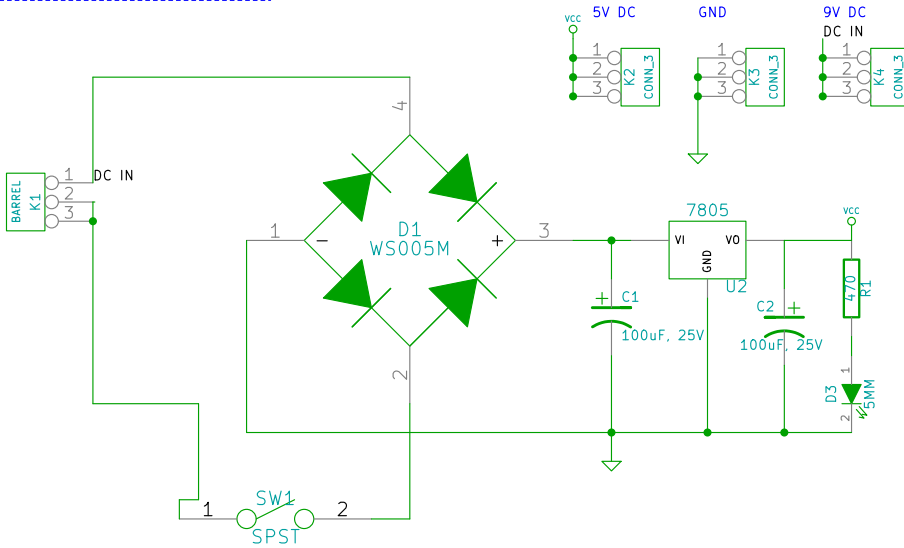 5V DC
GND
9V DC
VCC
DC IN
1
2
3
K2
CONN_3
1
2
3
K3
CONN_3
1
2
3
K4
CONN_3
4
BARREL
K1
1
2
3
DC IN
1
D1
WS005M
3
2
7805
VI
VO
GND
U2
VCC
470
R1
C1
100uF, 25V
C2
100uF, 25V
1
D3
5MM
2
SW1
1
2
SPST